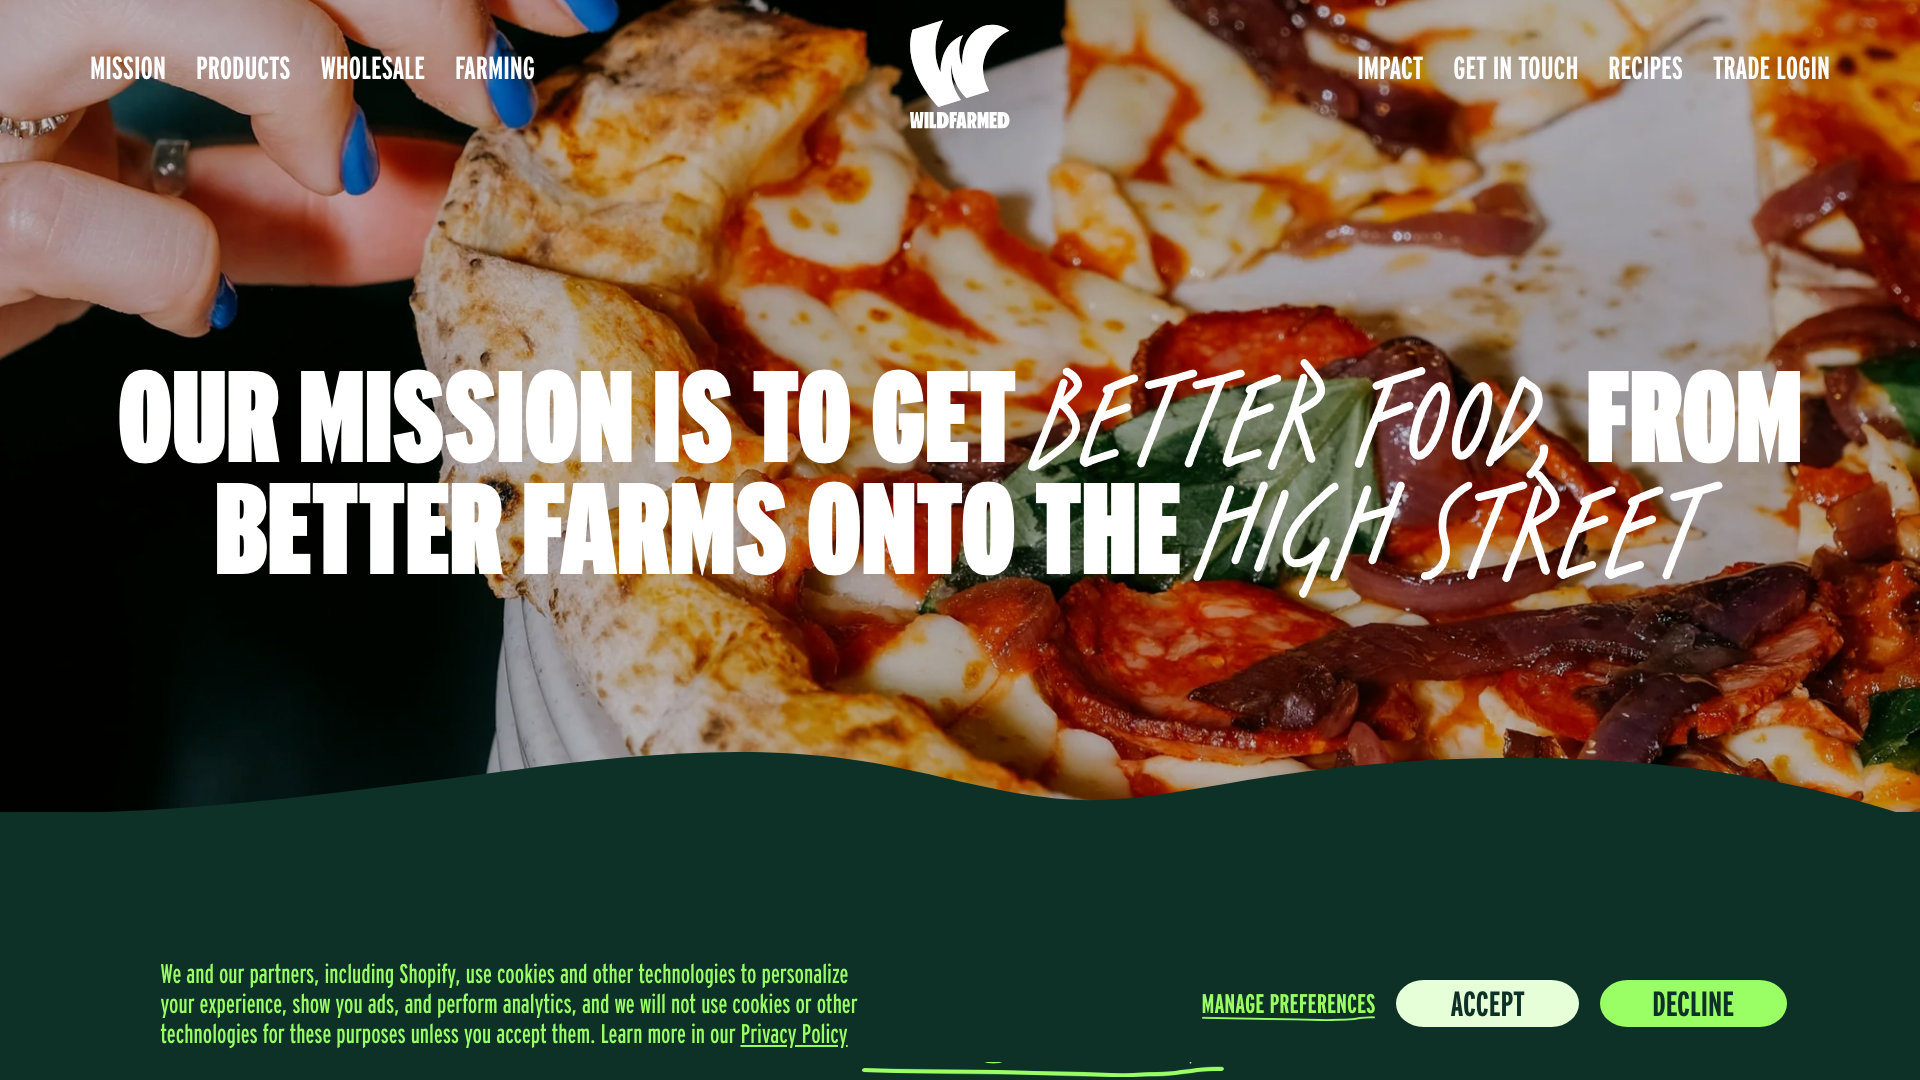 MISSION PRODUCTS WHOLESALE FARMING
WILDFARMED
IMPACT GET IN TOUCH RECIPES TRADE LOGIN
OUR MISSION IS TO GET BETTER FOOD, FROM
BETTER FARMS ONTO THE HIGH STREET
We and our partners, including Shopify, use cookies and other technologies to personalize
your experience, show you ads, and perform analytics, and we will not use cookies or other
technologies for these purposes unless you accept them. Learn more in our Privacy Policy
MANAGE PREFERENCES
ACCEPT
DECLINE